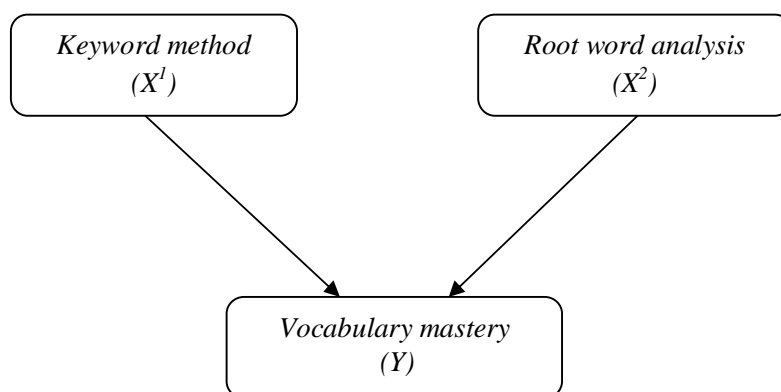 Keyword method
(X¹)
Root word analysis
(X²)
Vocabulary mastery
(Y)